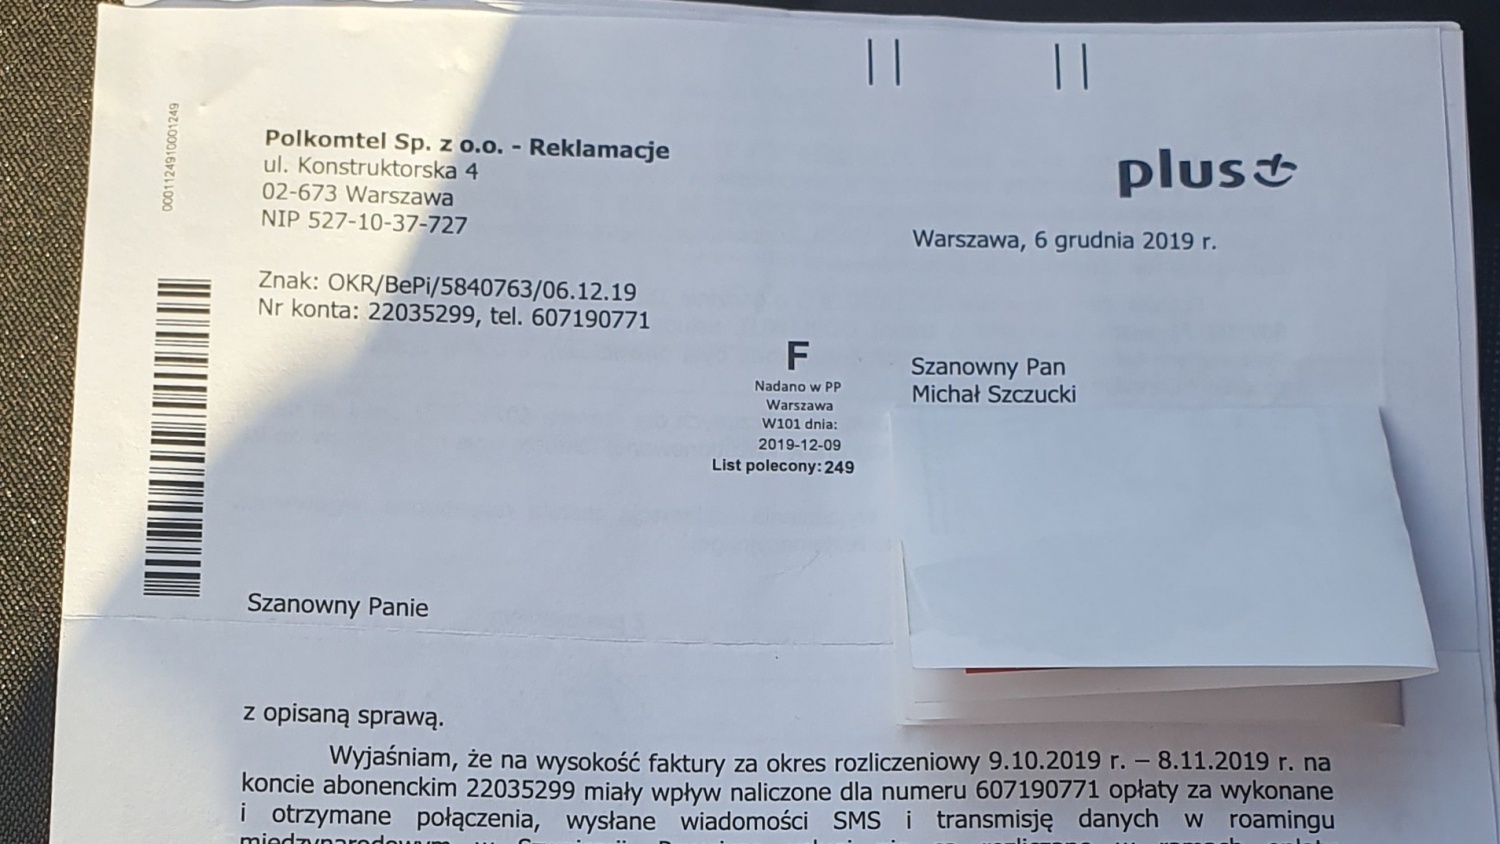 0001124910001249
Polkomtel Sp. z o.o. - Reklamacje
ul. Konstruktorska 4
02-673 Warszawa
NIP 527-10-37-727
plus
Warszawa, 6 grudnia 2019 r.
Znak: OKR/BePi/5840763/06.12.19
Nr konta: 22035299, tel. 607190771
F
Nadano w PP
Warszawa
W101 dnia:
2019-12-09
List polecony: 249
Szanowny Pan
Michał Szczucki
Szanowny Panie
z opisaną sprawą.
Wyjaśniam, że na wysokość faktury za okres rozliczeniowy 9.10.2019 r. – 8.11.2019 r. na
koncie abonenckim 22035299 miały wpływ naliczone dla numeru 607190771 opłaty za wykonane
i otrzymane połączenia, wysłane wiadomości SMS i transmisję danych w roamingu